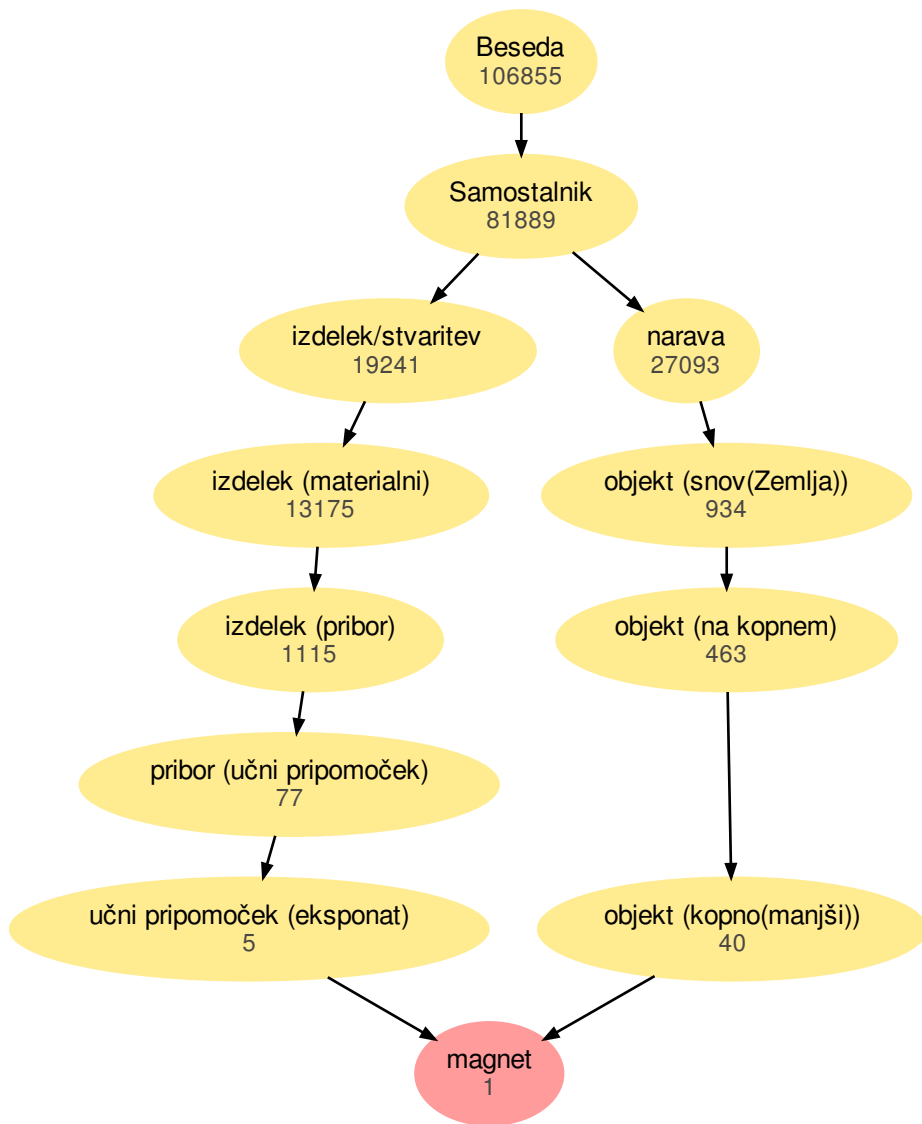 Beseda
106855
Samostalnik
81889
izdelek/stvaritev
19241
narava
27093
izdelek (materialni)
13175
objekt (snov(Zemlja))
934
izdelek (pribor)
1115
objekt (na kopnem)
463
pribor (učni pripomoček)
77
učni pripomoček (eksponat)
5
objekt (kopno(manjši))
40
magnet
1